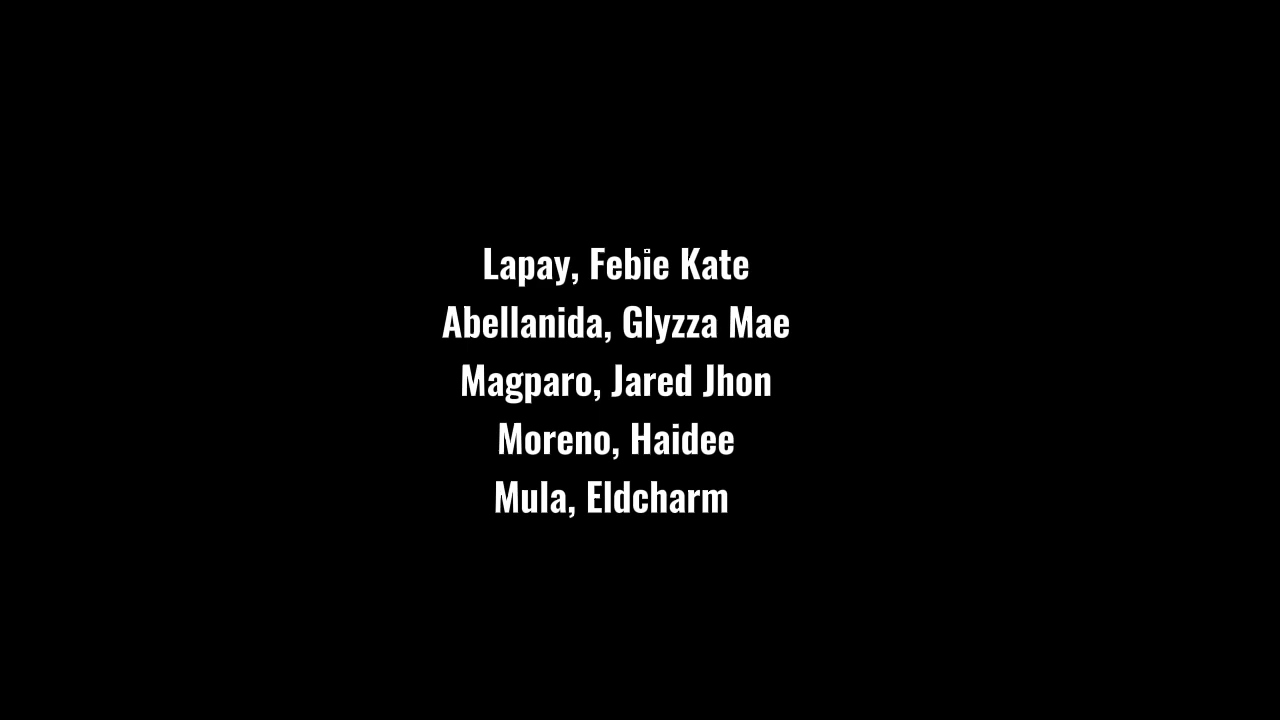 Lapay, Febie Kate
Abellanida, Glyzza Mae
Magparo, Jared Jhon
Moreno, Haidee
Mula, Eldcharm